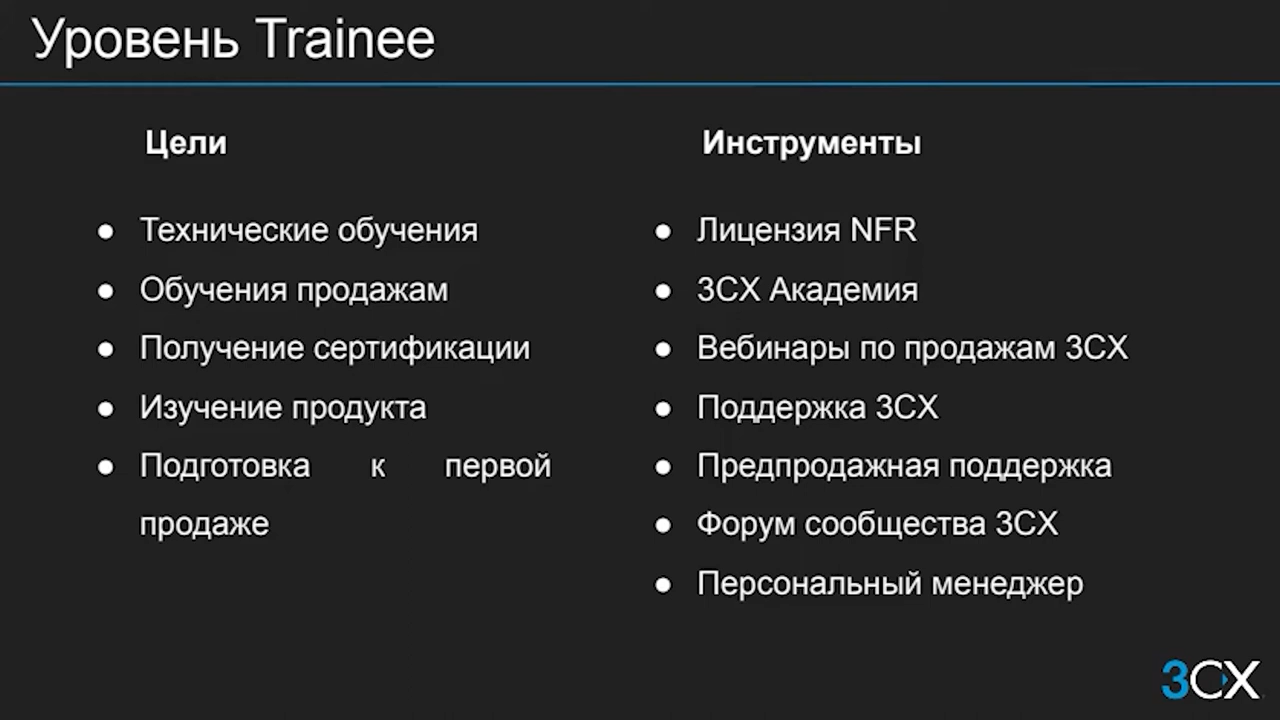 Уровень Trainee
Цели
Технические обучения
Обучения продажам
Получение сертификации
Изучение продукта
Подготовка к первой
продаже
Инструменты
Лицензия NFR
3CX Академия
Вебинары по продажам 3CX
Поддержка 3CX
Предпродажная поддержка
Форум сообщества 3CX
Персональный менеджер
3CX